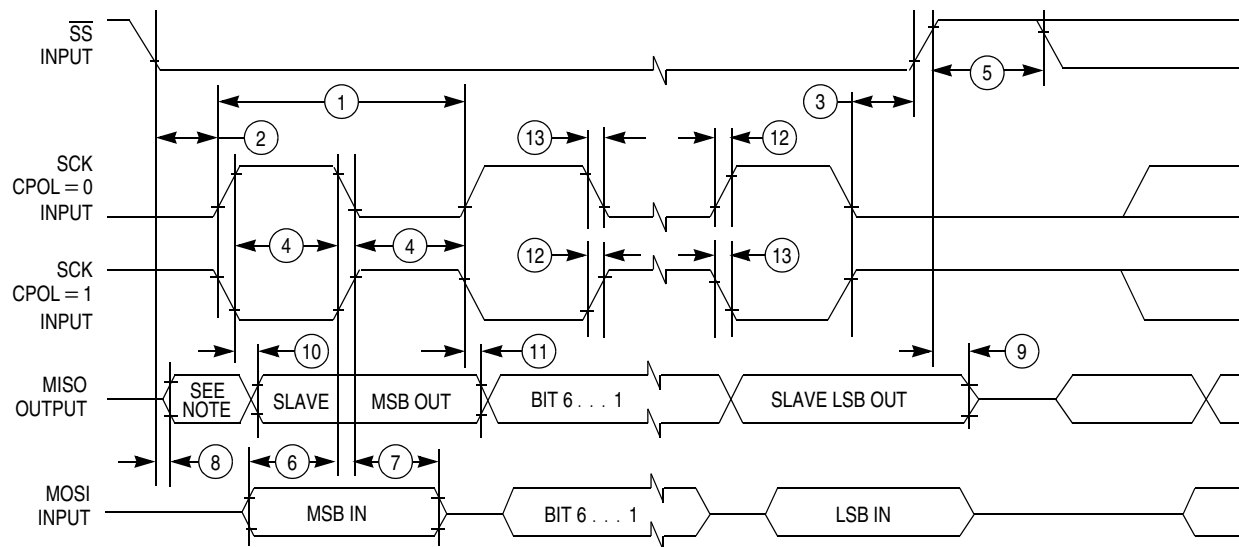 SS
INPUT
5
1
3
2
13
12
SCK
CPOL = 0
INPUT
4
4
12
13
SCK
CPOL = 1
INPUT
10
11
9
MISO
OUTPUT
SEE
NOTE
SLAVE
MSB OUT
BIT 6 . . . 1
SLAVE LSB OUT
8
6
7
MOSI
INPUT
MSB IN
BIT 6 . . . 1
LSB IN